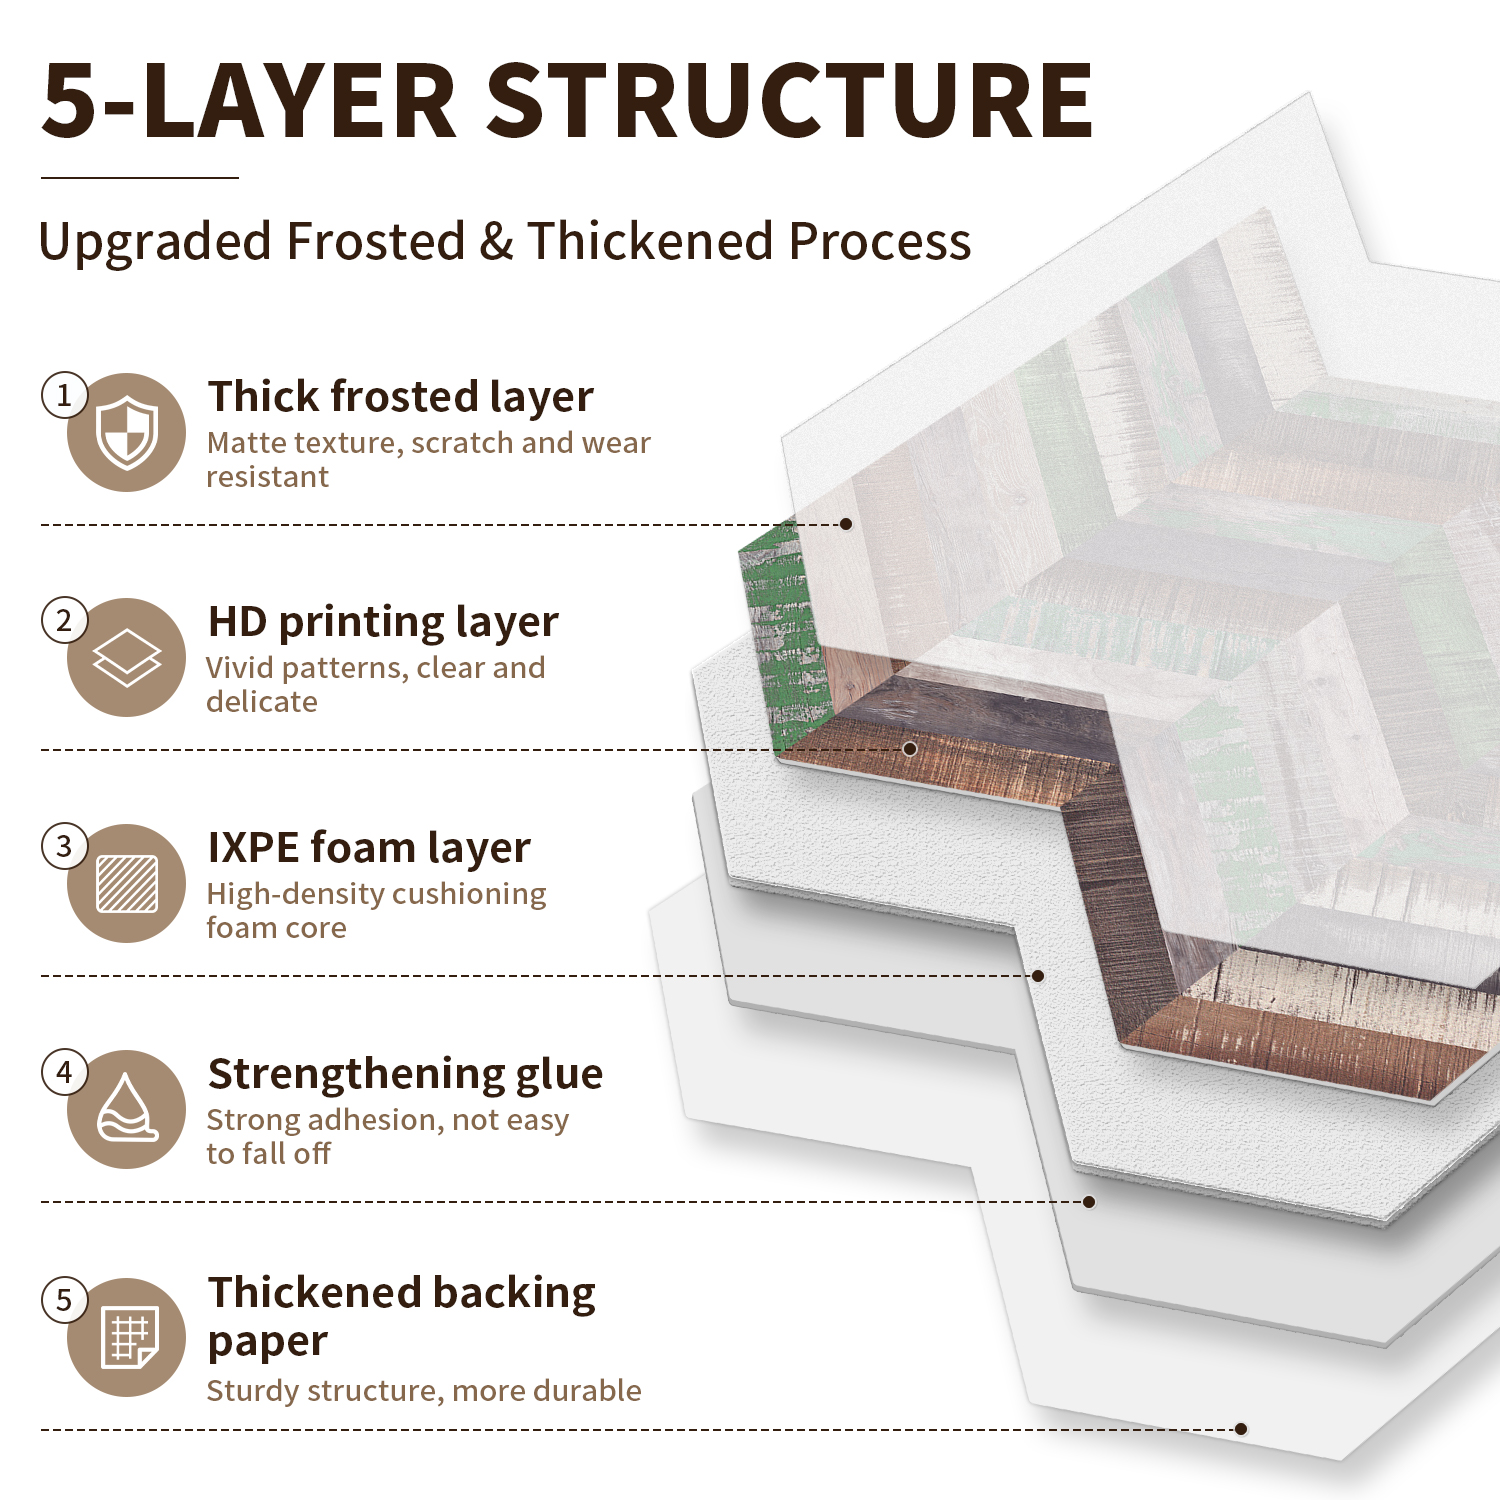 5-LAYER STRUCTURE
Upgraded Frosted & Thickened Process
1
Thick frosted layer
Matte texture, scratch and wear
resistant
2
HD printing layer
Vivid patterns, clear and
delicate
3
IXPE foam layer
High-density cushioning
foam core
4
Strengthening glue
Strong adhesion, not easy
to fall off
5
Thickened backing
paper
Sturdy structure, more durable